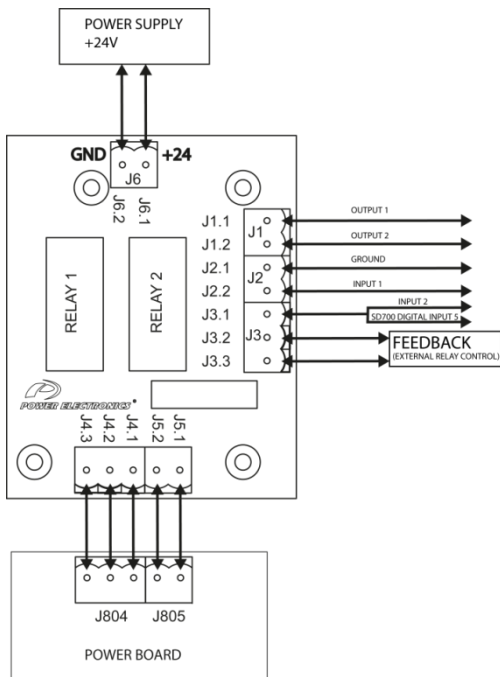 POWER SUPPLY
+24V
GND
+24
J6
J6.2
J6.1
RELAY 1
RELAY 2
J1.1
J1.2
J2.1
J2.2
J3.1
J3.2
J3.3
J1
J2
J3
OUTPUT 1
OUTPUT 2
GROUND
INPUT 1
INPUT 2
SD700 DIGITAL INPUT 5
FEEDBACK
(EXTERNAL RELAY CONTROL)
POWER ELECTRONICS®
J4.3
J4.2
J4.1
J5.2
J5.1
J804
J805
POWER BOARD